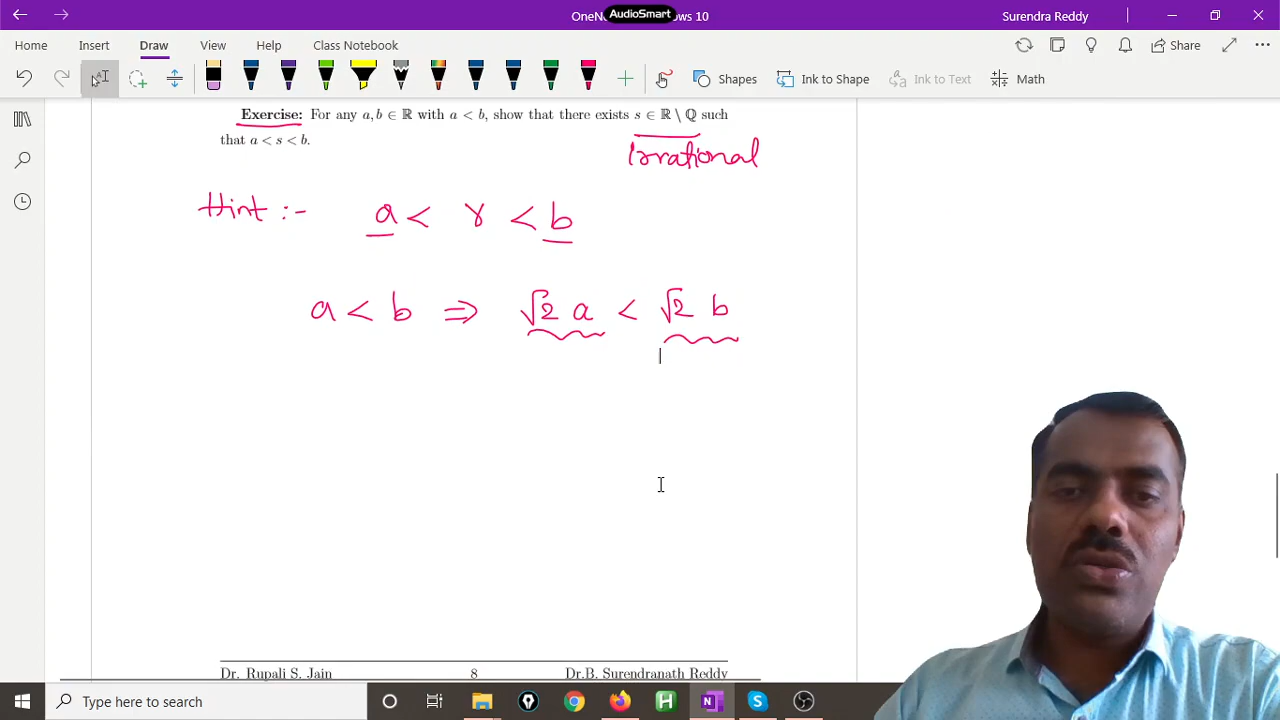 OneNote for Windows 10
AudioSmart
Surendra Reddy
Home Insert Draw View Help Class Notebook
Share
Shapes Ink to Shape Ink to Text Math
Exercise: For any a, b ∈ ℝ with a < b, show that there exists s ∈ ℝ \ ℚ such
that a < s < b.
Irrational
Hint :- a < r < b
a < b ⇒ √2 a < √2 b
Dr. Rupali S. Jain 8 Dr.B. Surendranath Reddy
Type here to search